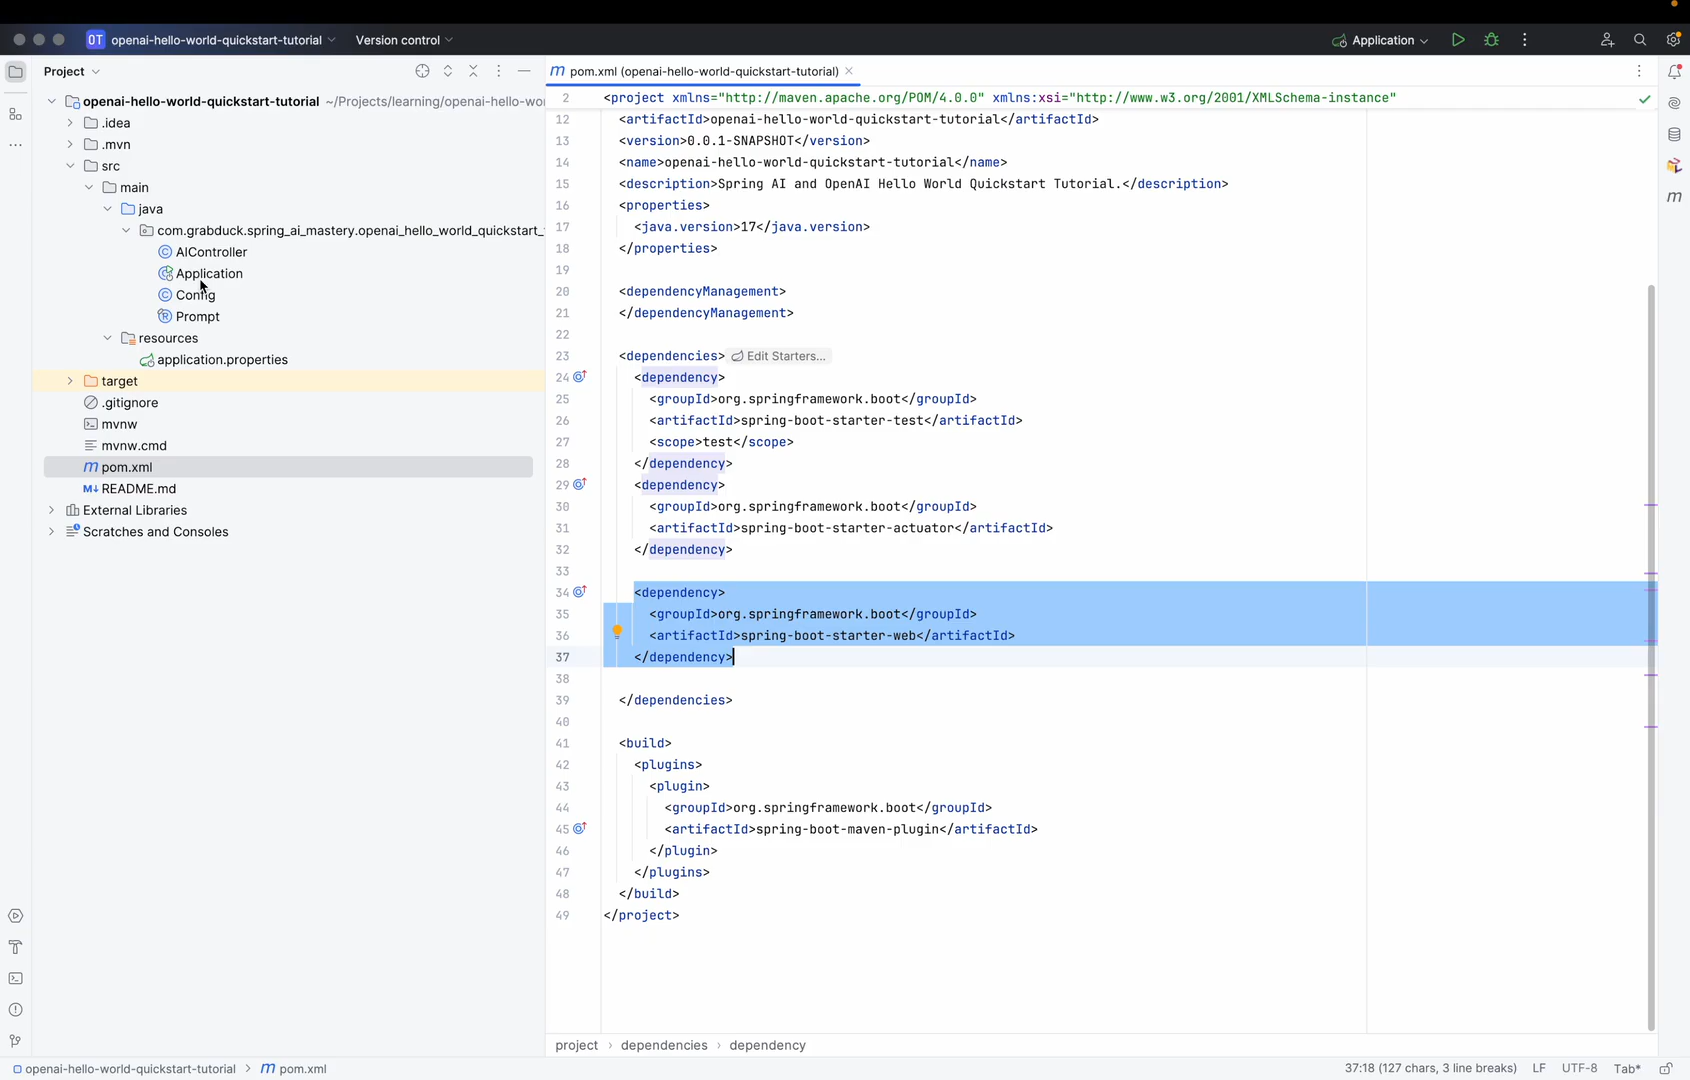 OT openai-hello-world-quickstart-tutorial Version control Application
Project
openai-hello-world-quickstart-tutorial ~/Projects/learning/openai-hello-wo
.idea
.mvn
src
main
java
com.grabduck.spring_ai_mastery.openai_hello_world_quickstart_
AIController
Application
Config
Prompt
resources
application.properties
target
.gitignore
mvnw
mvnw.cmd
pom.xml
README.md
External Libraries
Scratches and Consoles
pom.xml (openai-hello-world-quickstart-tutorial)
2 <project xmlns="http://maven.apache.org/POM/4.0.0" xmlns:xsi="http://www.w3.org/2001/XMLSchema-instance"
12 <artifactId>openai-hello-world-quickstart-tutorial</artifactId>
13 <version>0.0.1-SNAPSHOT</version>
14 <name>openai-hello-world-quickstart-tutorial</name>
15 <description>Spring AI and OpenAI Hello World Quickstart Tutorial.</description>
16 <properties>
17 <java.version>17</java.version>
18 </properties>
19
20 <dependencyManagement>
21 </dependencyManagement>
22
23 <dependencies> Edit Starters...
24 <dependency>
25 <groupId>org.springframework.boot</groupId>
26 <artifactId>spring-boot-starter-test</artifactId>
27 <scope>test</scope>
28 </dependency>
29 <dependency>
30 <groupId>org.springframework.boot</groupId>
31 <artifactId>spring-boot-starter-actuator</artifactId>
32 </dependency>
33
34 <dependency>
35 <groupId>org.springframework.boot</groupId>
36 <artifactId>spring-boot-starter-web</artifactId>
37 </dependency>
38
39 </dependencies>
40
41 <build>
42 <plugins>
43 <plugin>
44 <groupId>org.springframework.boot</groupId>
45 <artifactId>spring-boot-maven-plugin</artifactId>
46 </plugin>
47 </plugins>
48 </build>
49 </project>
project › dependencies › dependency
openai-hello-world-quickstart-tutorial › pom.xml 37:18 (127 chars, 3 line breaks) LF UTF-8 Tab*